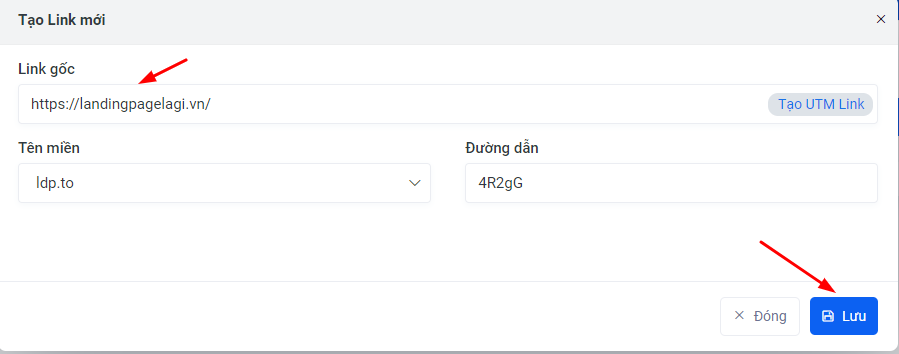 Tạo Link mới
Link gốc
https://landingpagelagi.vn/
Tạo UTM Link
Tên miền
Đường dẫn
ldp.to
4R2gG
Đóng
Lưu